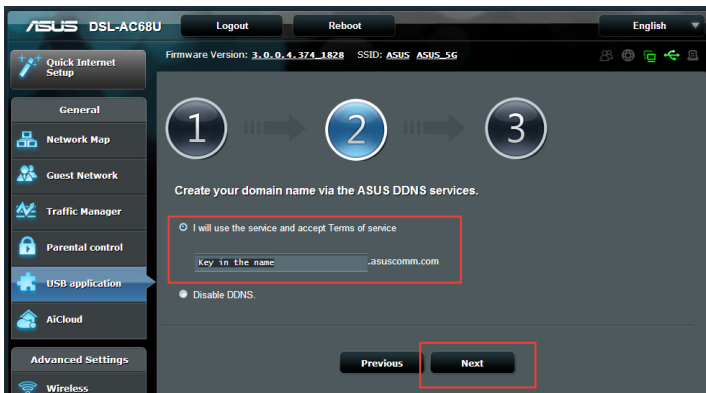 ASUS DSL-AC68U Logout Reboot English
Quick Internet Setup
Firmware Version: 3.0.0.4.374_1828 SSID: ASUS ASUS_5G
General
Network Map
Guest Network
Traffic Manager
Parental control
USB application
AiCloud
Advanced Settings
Wireless
1 2 3
Create your domain name via the ASUS DDNS services.
I will use the service and accept Terms of service
Key in the name .asuscomm.com
Disable DDNS.
Previous Next